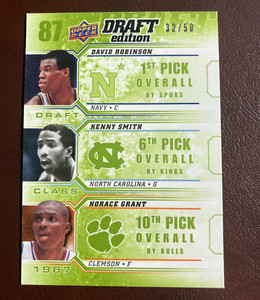 87
UPPER DECK
DRAFT
edition
32/50
DAVID ROBINSON
N
1ST PICK
OVERALL
BY SPURS
NAVY • C
DRAFT
KENNY SMITH
NC
6TH PICK
OVERALL
BY KINGS
NORTH CAROLINA • G
CLASS
HORACE GRANT
10TH PICK
OVERALL
BY BULLS
CLEMSON • F
1987